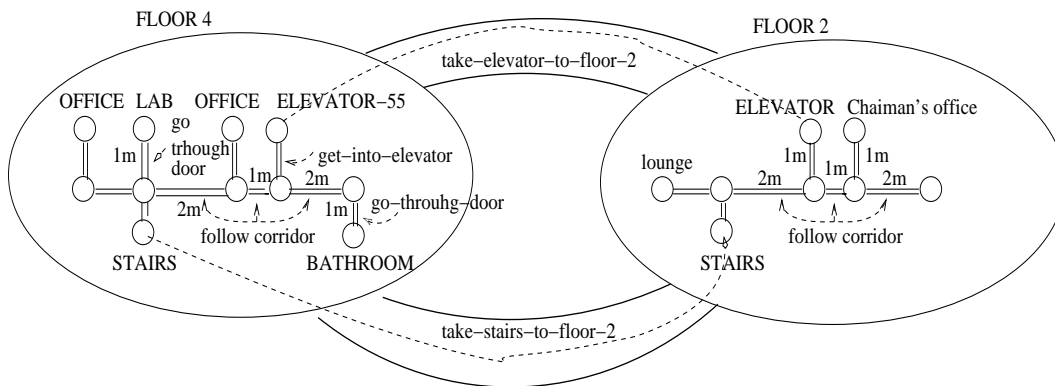 FLOOR 4
FLOOR 2
take-elevator-to-floor-2
OFFICE LAB OFFICE ELEVATOR-55
go
trhough
door
1m
get-into-elevator
1m
2m
2m
1m
go-throuhg-door
follow corridor
STAIRS
BATHROOM
ELEVATOR Chaiman's office
lounge
1m
1m
2m
1m
2m
follow corridor
STAIRS
take-stairs-to-floor-2